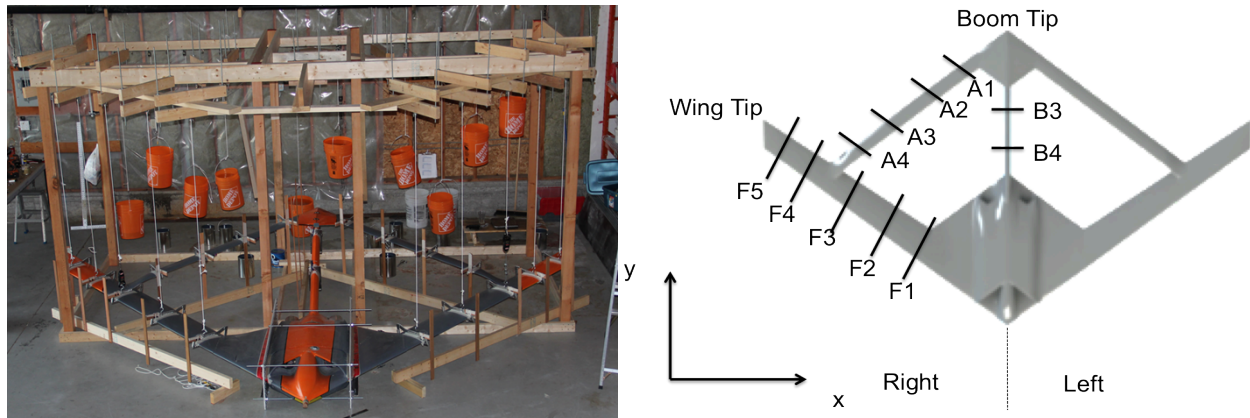 Boom Tip
A1
A2
B3
Wing Tip
A3
A4
B4
F5
F4
F3
F2
F1
y
x
Right
Left